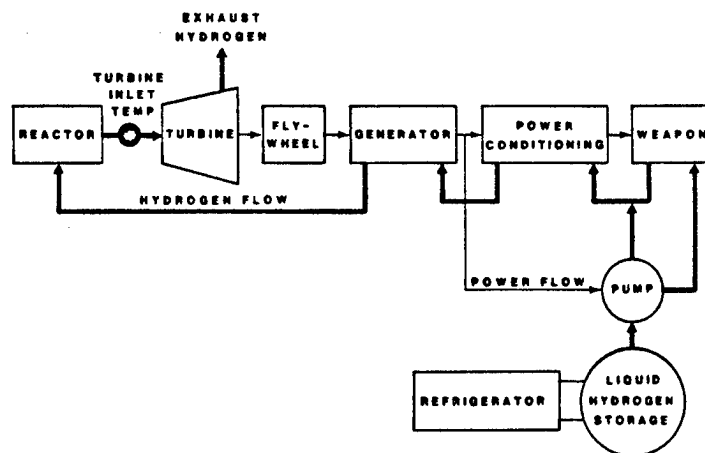 EXHAUST
HYDROGEN
TURBINE
INLET
TEMP
REACTOR
TURBINE
FLY-
WHEEL
GENERATOR
POWER
CONDITIONING
WEAPON
HYDROGEN FLOW
POWER FLOW
PUMP
REFRIGERATOR
LIQUID
HYDROGEN
STORAGE